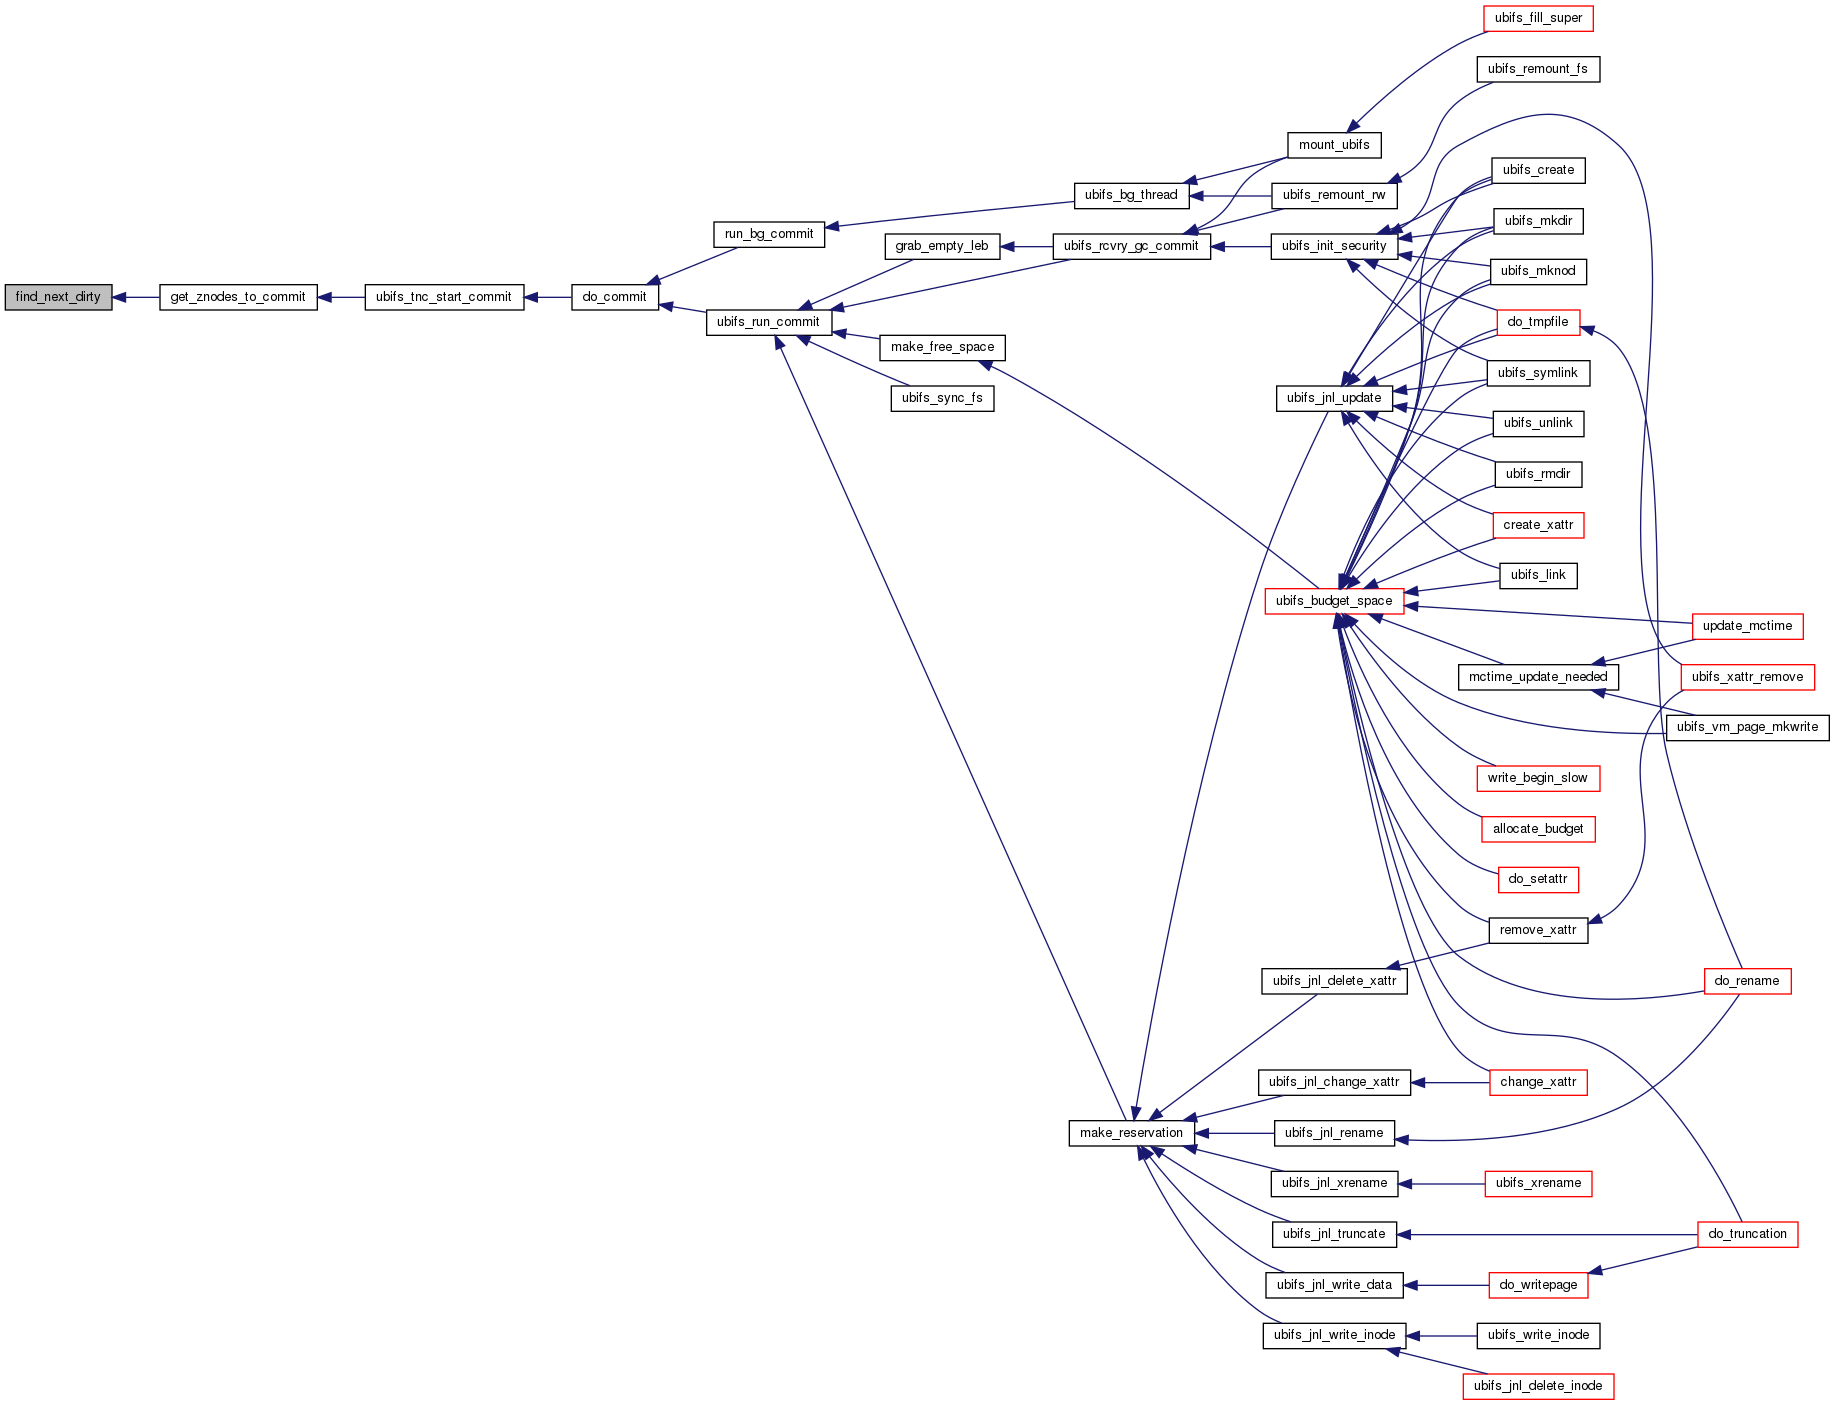 find_next_dirty
get_znodes_to_commit
ubifs_tnc_start_commit
do_commit
run_bg_commit
ubifs_run_commit
grab_empty_leb
make_free_space
ubifs_sync_fs
ubifs_bg_thread
ubifs_rcvry_gc_commit
make_reservation
mount_ubifs
ubifs_remount_rw
ubifs_init_security
ubifs_jnl_update
ubifs_budget_space
ubifs_jnl_delete_xattr
ubifs_jnl_change_xattr
ubifs_jnl_rename
ubifs_jnl_xrename
ubifs_jnl_truncate
ubifs_jnl_write_data
ubifs_jnl_write_inode
ubifs_fill_super
ubifs_remount_fs
ubifs_create
ubifs_mkdir
ubifs_mknod
do_tmpfile
ubifs_symlink
ubifs_unlink
ubifs_rmdir
create_xattr
ubifs_link
mctime_update_needed
write_begin_slow
allocate_budget
do_setattr
remove_xattr
change_xattr
ubifs_xrename
do_writepage
ubifs_write_inode
ubifs_jnl_delete_inode
update_mctime
ubifs_xattr_remove
ubifs_vm_page_mkwrite
do_rename
do_truncation